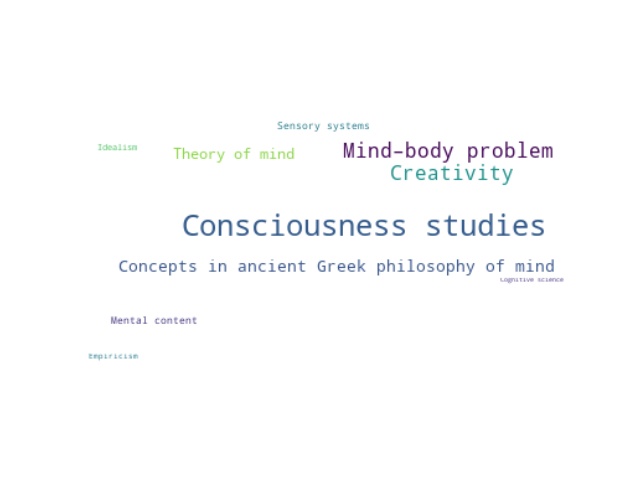 Sensory systems
Idealism
Theory of mind
Mind-body problem
Creativity
Consciousness studies
Concepts in ancient Greek philosophy of mind
Cognitive science
Mental content
Empiricism